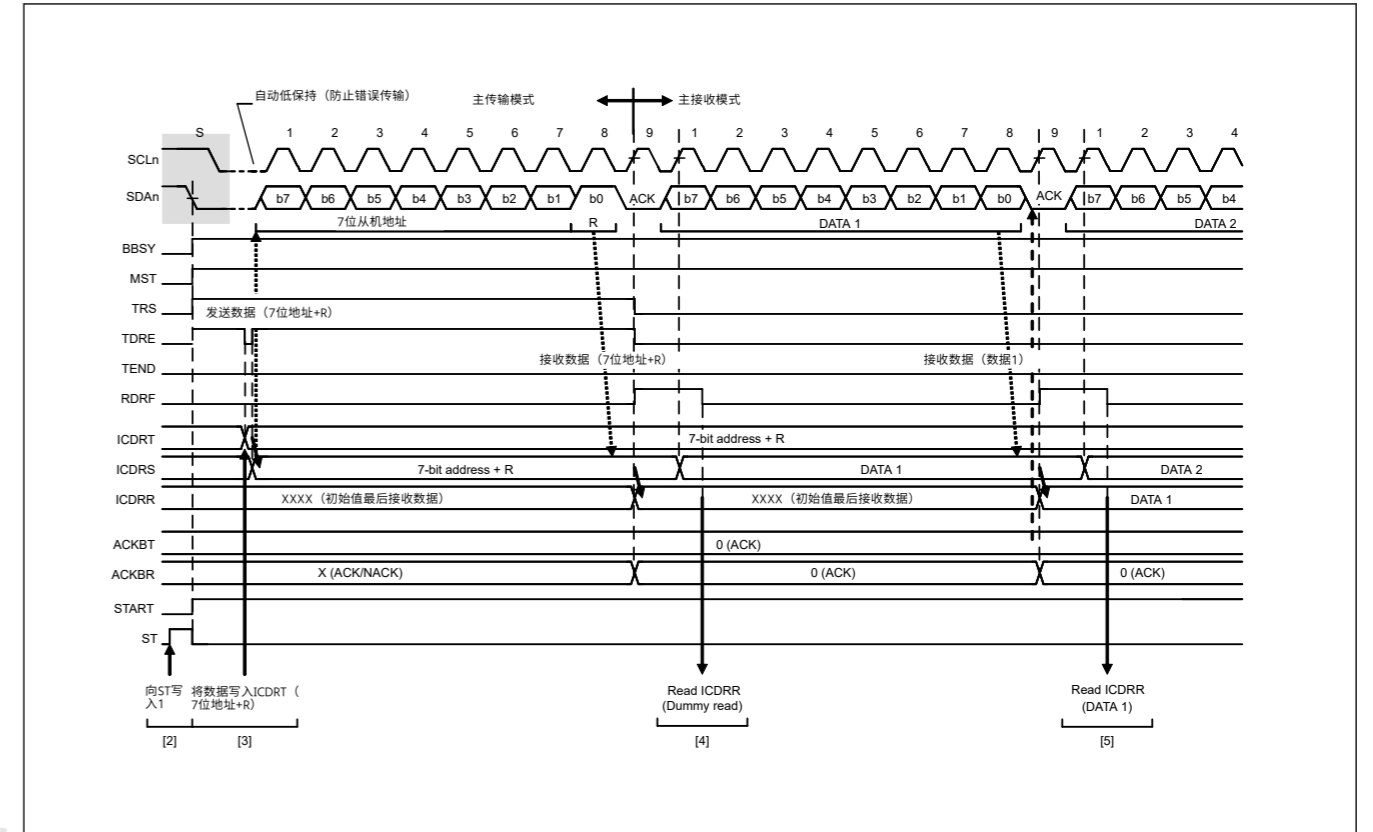 自动低保持（防止错误传输）
主传输模式
主接收模式
S 1 2 3 4 5 6 7 8 9 1 2 3 4 5 6 7 8 9 1 2 3 4
SCLn
SDAn b7 b6 b5 b4 b3 b2 b1 b0 ACK b7 b6 b5 b4 b3 b2 b1 b0 ACK b7 b6 b5 b4
7位从机地址 R DATA 1 DATA 2
BBSY
MST
TRS 发送数据（7位地址+R）
TDRE
接收数据（7位地址+R） 接收数据（数据1）
TEND
RDRF
ICDRT 7-bit address + R
ICDRS 7-bit address + R DATA 1 DATA 2
ICDRR XXXX（初始值最后接收数据） XXXX（初始值最后接收数据） DATA 1
ACKBT 0 (ACK)
ACKBR X (ACK/NACK) 0 (ACK) 0 (ACK)
START
ST
向ST写
入1
将数据写入ICDRT（
7位地址+R）
Read ICDRR
(Dummy read)
Read ICDRR
(DATA 1)
[2] [3] [4] [5]